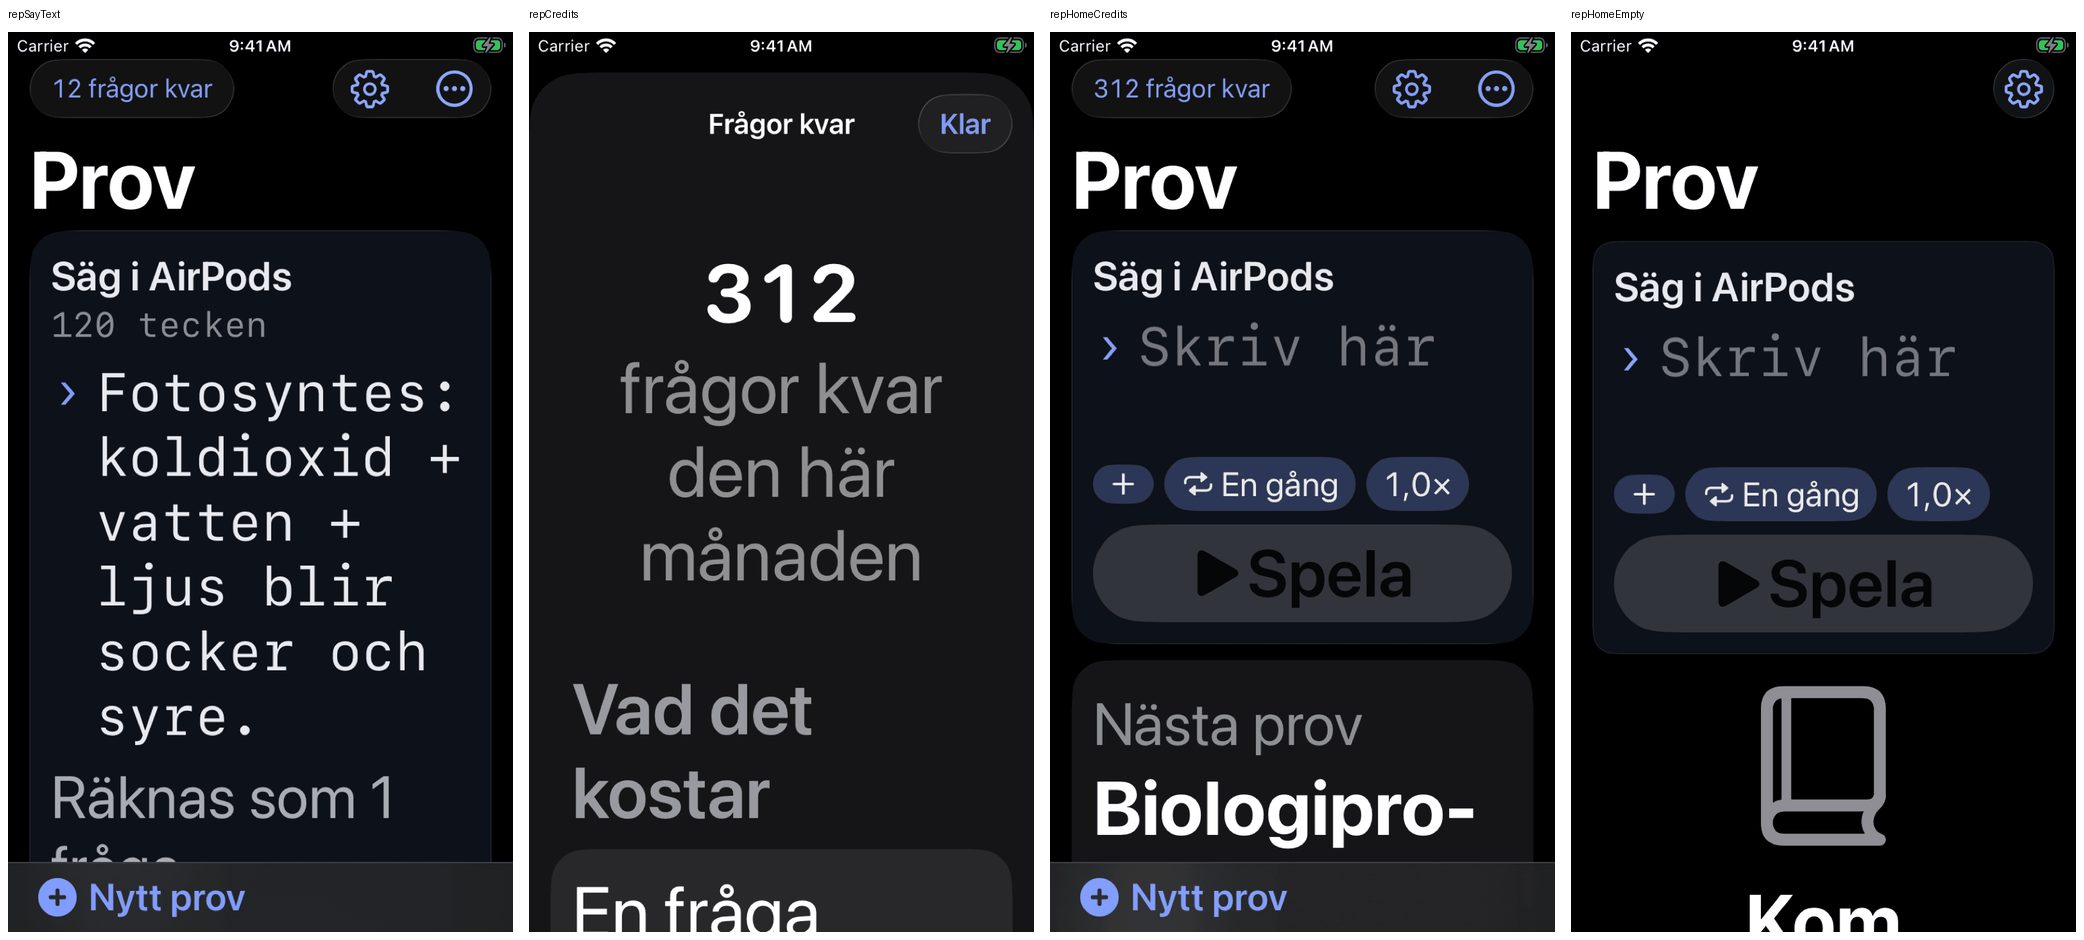 repSayText
Carrier 9:41 AM
12 frågor kvar
Prov
Säg i AirPods
120 tecken
› Fotosyntes:
koldioxid +
vatten +
ljus blir
socker och
syre.
Räknas som 1
fråga
Nytt prov
repCredits
Carrier 9:41 AM
Frågor kvar Klar
312
frågor kvar
den här
månaden
Vad det
kostar
En fråga
repHomeCredits
Carrier 9:41 AM
312 frågor kvar
Prov
Säg i AirPods
› Skriv här
+ En gång 1,0×
Spela
Nästa prov
Biologipro-
Nytt prov
repHomeEmpty
Carrier 9:41 AM
Prov
Säg i AirPods
› Skriv här
+ En gång 1,0×
Spela
Kom